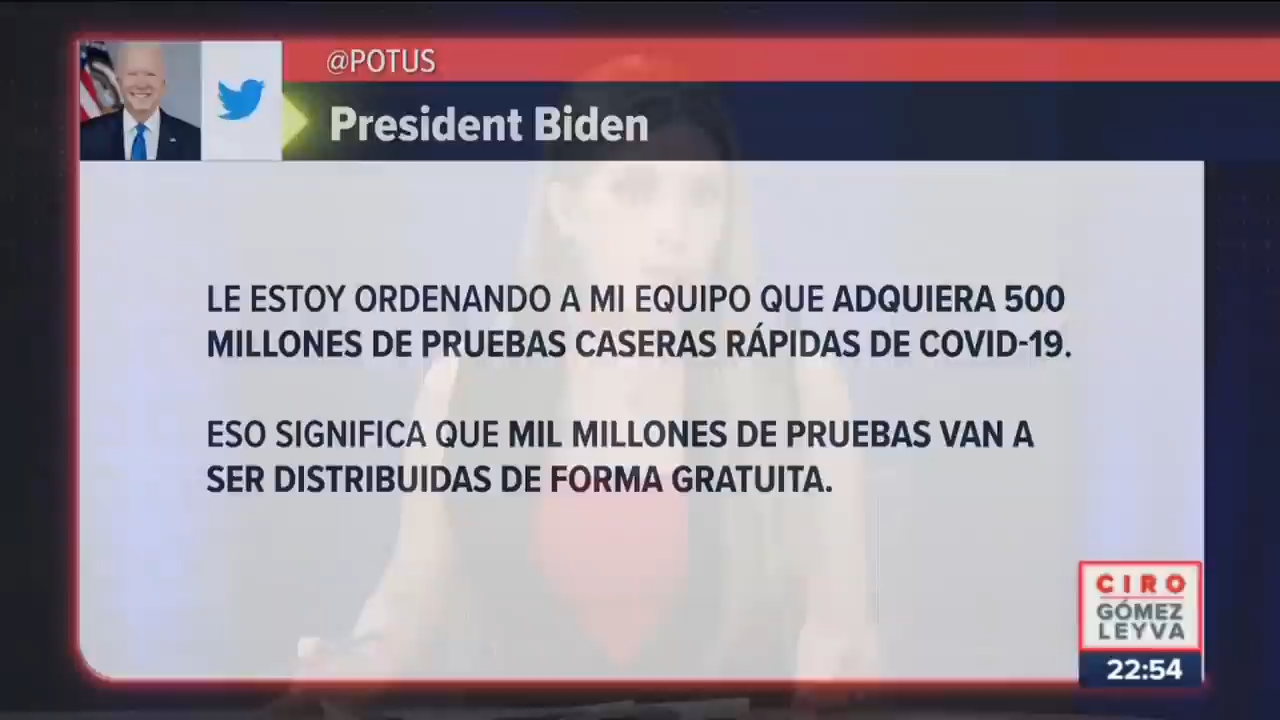 @POTUS
President Biden
LE ESTOY ORDENANDO A MI EQUIPO QUE ADQUIERA 500
MILLONES DE PRUEBAS CASERAS RÁPIDAS DE COVID-19.
ESO SIGNIFICA QUE MIL MILLONES DE PRUEBAS VAN A
SER DISTRIBUIDAS DE FORMA GRATUITA.
CIRO
GÓMEZ
LEYVA
22:54